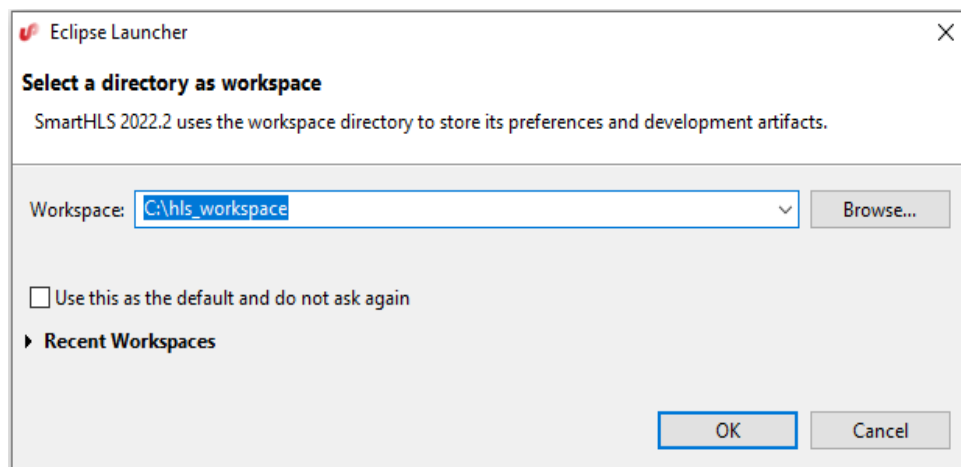 Eclipse Launcher
Select a directory as workspace
SmartHLS 2022.2 uses the workspace directory to store its preferences and development artifacts.
Workspace: C:\hls_workspace Browse...
Use this as the default and do not ask again
Recent Workspaces
OK Cancel